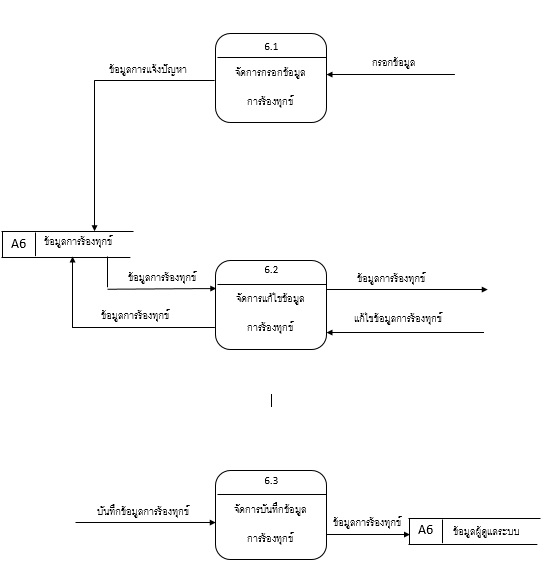 6.1
ข้อมูลการแจ้งปัญหา
จัดการกรอกข้อมูล
การร้องทุกข์
กรอกข้อมูล
A6
ข้อมูลการร้องทุกข์
6.2
ข้อมูลการร้องทุกข์
จัดการแก้ไขข้อมูล
การร้องทุกข์
ข้อมูลการร้องทุกข์
ข้อมูลการร้องทุกข์
แก้ไขข้อมูลการร้องทุกข์
6.3
บันทึกข้อมูลการร้องทุกข์
จัดการบันทึกข้อมูล
การร้องทุกข์
ข้อมูลการร้องทุกข์
A6
ข้อมูลผู้ดูแลระบบ